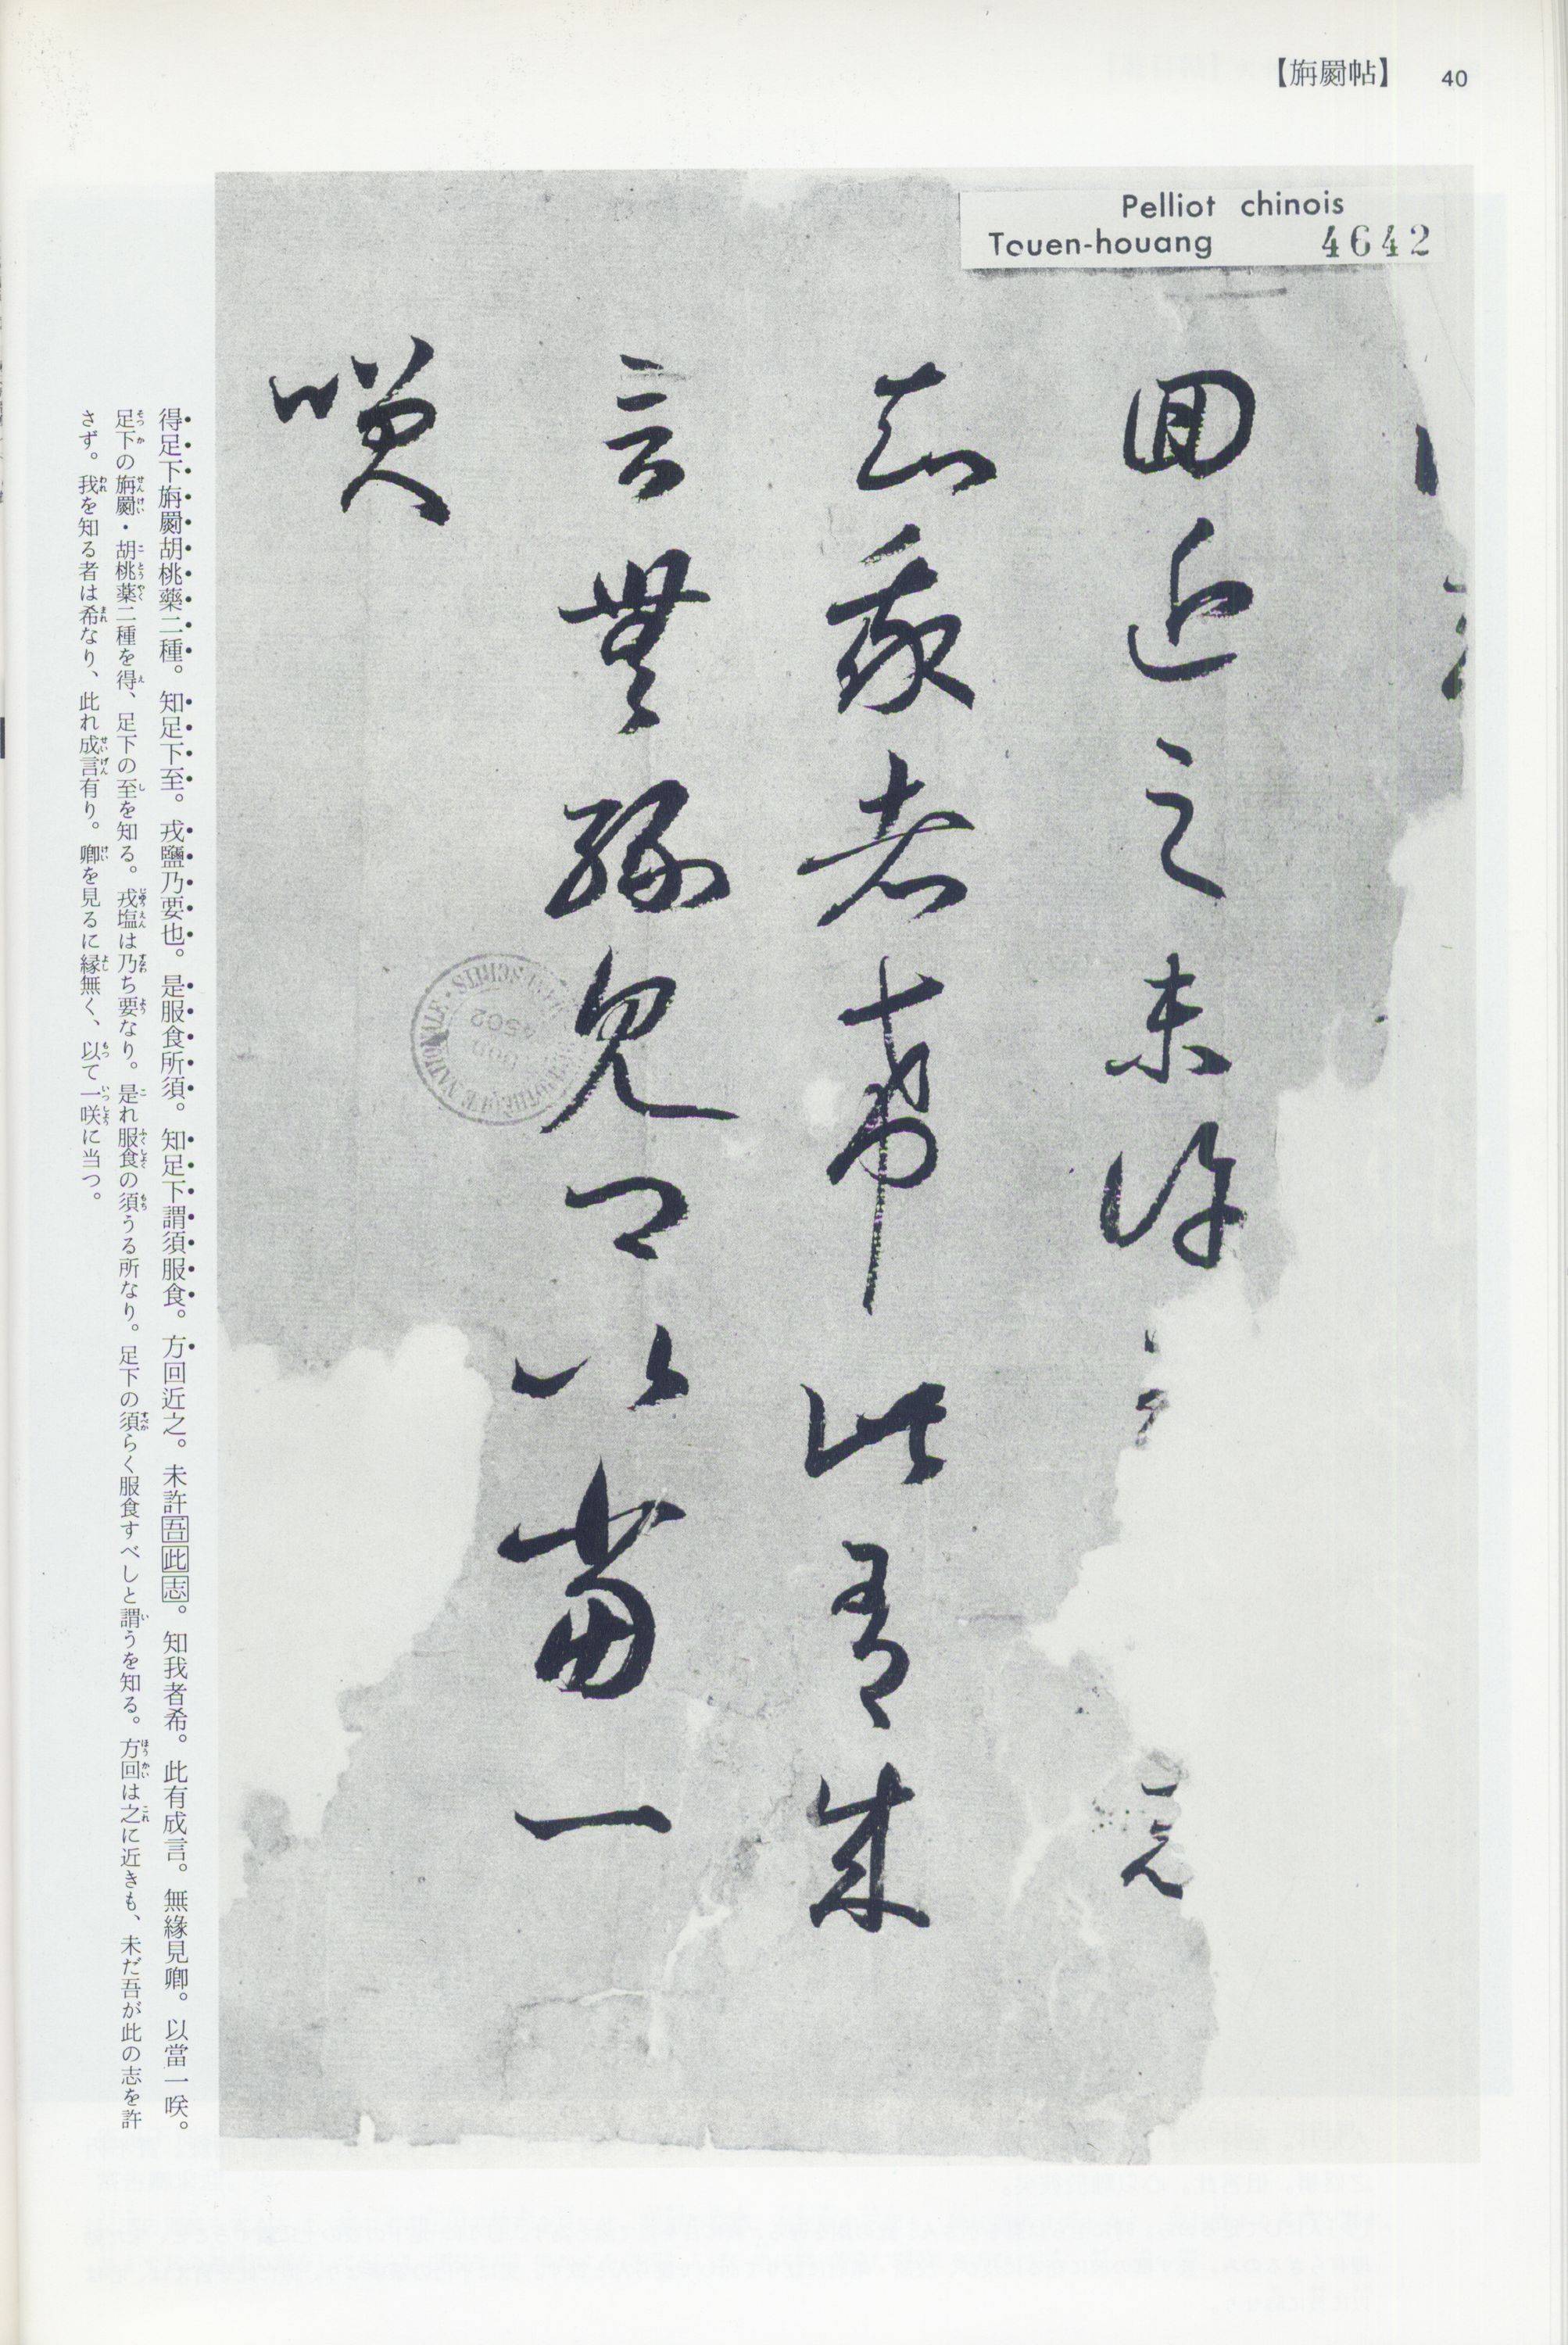 【旃罽帖】 40
Pelliot chinois
Touen-houang 4642
回近之未許
知我者希此有成
言無縁見卿以當一
咲
得足下旃罽胡桃藥二種。知足下至。戎鹽乃要也。是服食所須。知足下謂須服食。方回近之。未許吾此志。知我者希。此有成言。無緣見卿。以當一咲。
足下の旃罽・胡桃薬二種を得、足下の至を知る。戎塩は乃ち要なり。是れ服食の須うる所なり。足下の須らく服食すべしと謂うを知る。方回は之に近きも、未だ吾が此の志を許
さず。我を知る者は希なり、此れ成言有り。卿を見るに縁無く、以て一咲に当つ。